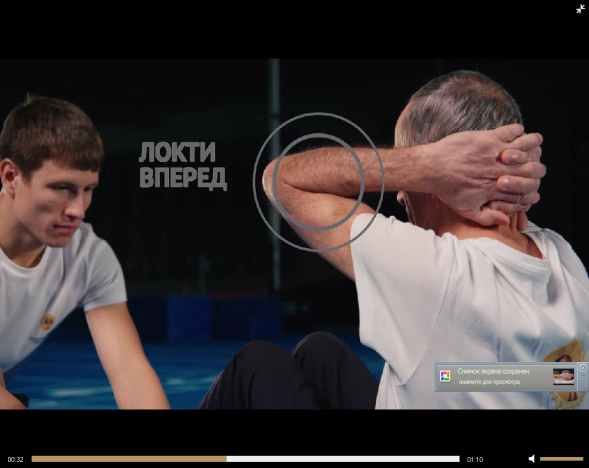 ЛОКТИ
ВПЕРЕД
Снимок экрана сохранен
нажмите для просмотра
00:32
01:10